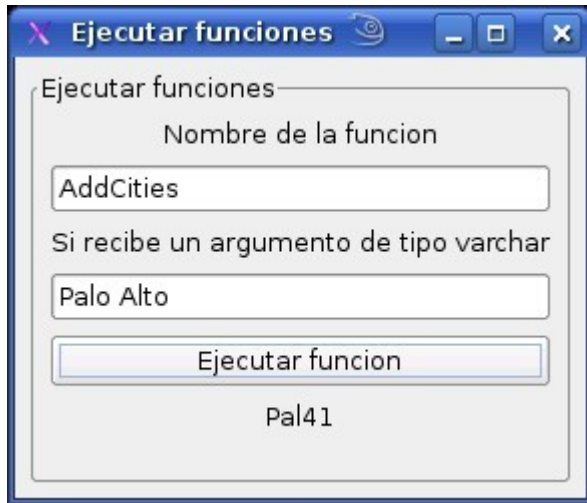 Ejecutar funciones
Ejecutar funciones
Nombre de la funcion
AddCities
Si recibe un argumento de tipo varchar
Palo Alto
Ejecutar funcion
Pal41